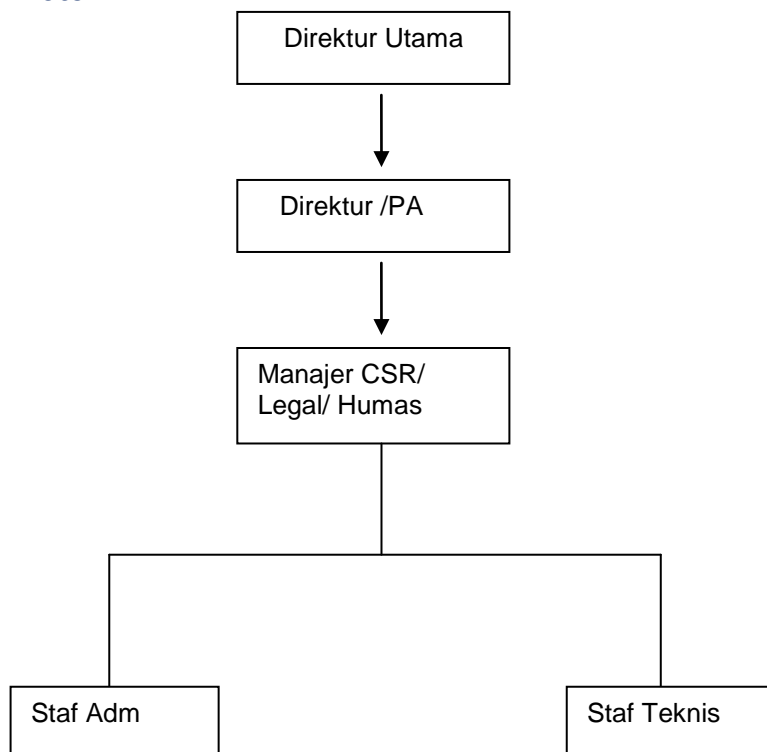 Direktur Utama
Direktur /PA
Manajer CSR/
Legal/ Humas
Staf Adm
Staf Teknis